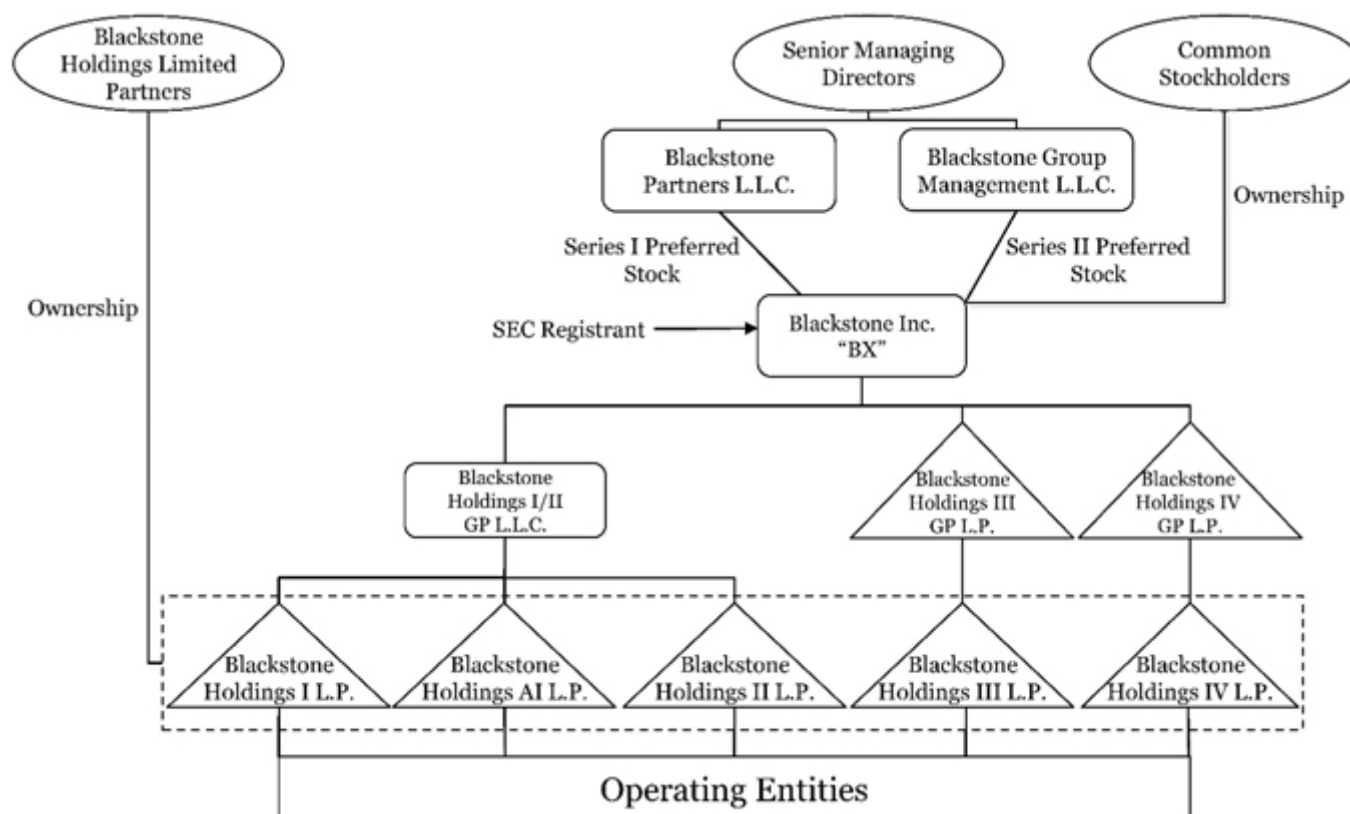 Blackstone
Holdings Limited
Partners
Senior Managing
Directors
Common
Stockholders
Blackstone
Partners L.L.C.
Blackstone Group
Management L.L.C.
Ownership
Series I Preferred
Stock
Series II Preferred
Stock
Ownership
SEC Registrant
Blackstone Inc.
“BX”
Blackstone
Holdings I/II
GP L.L.C.
Blackstone
Holdings III
GP L.P.
Blackstone
Holdings IV
GP L.P.
Blackstone
Holdings I L.P.
Blackstone
Holdings AI L.P.
Blackstone
Holdings II L.P.
Blackstone
Holdings III L.P.
Blackstone
Holdings IV L.P.
Operating Entities